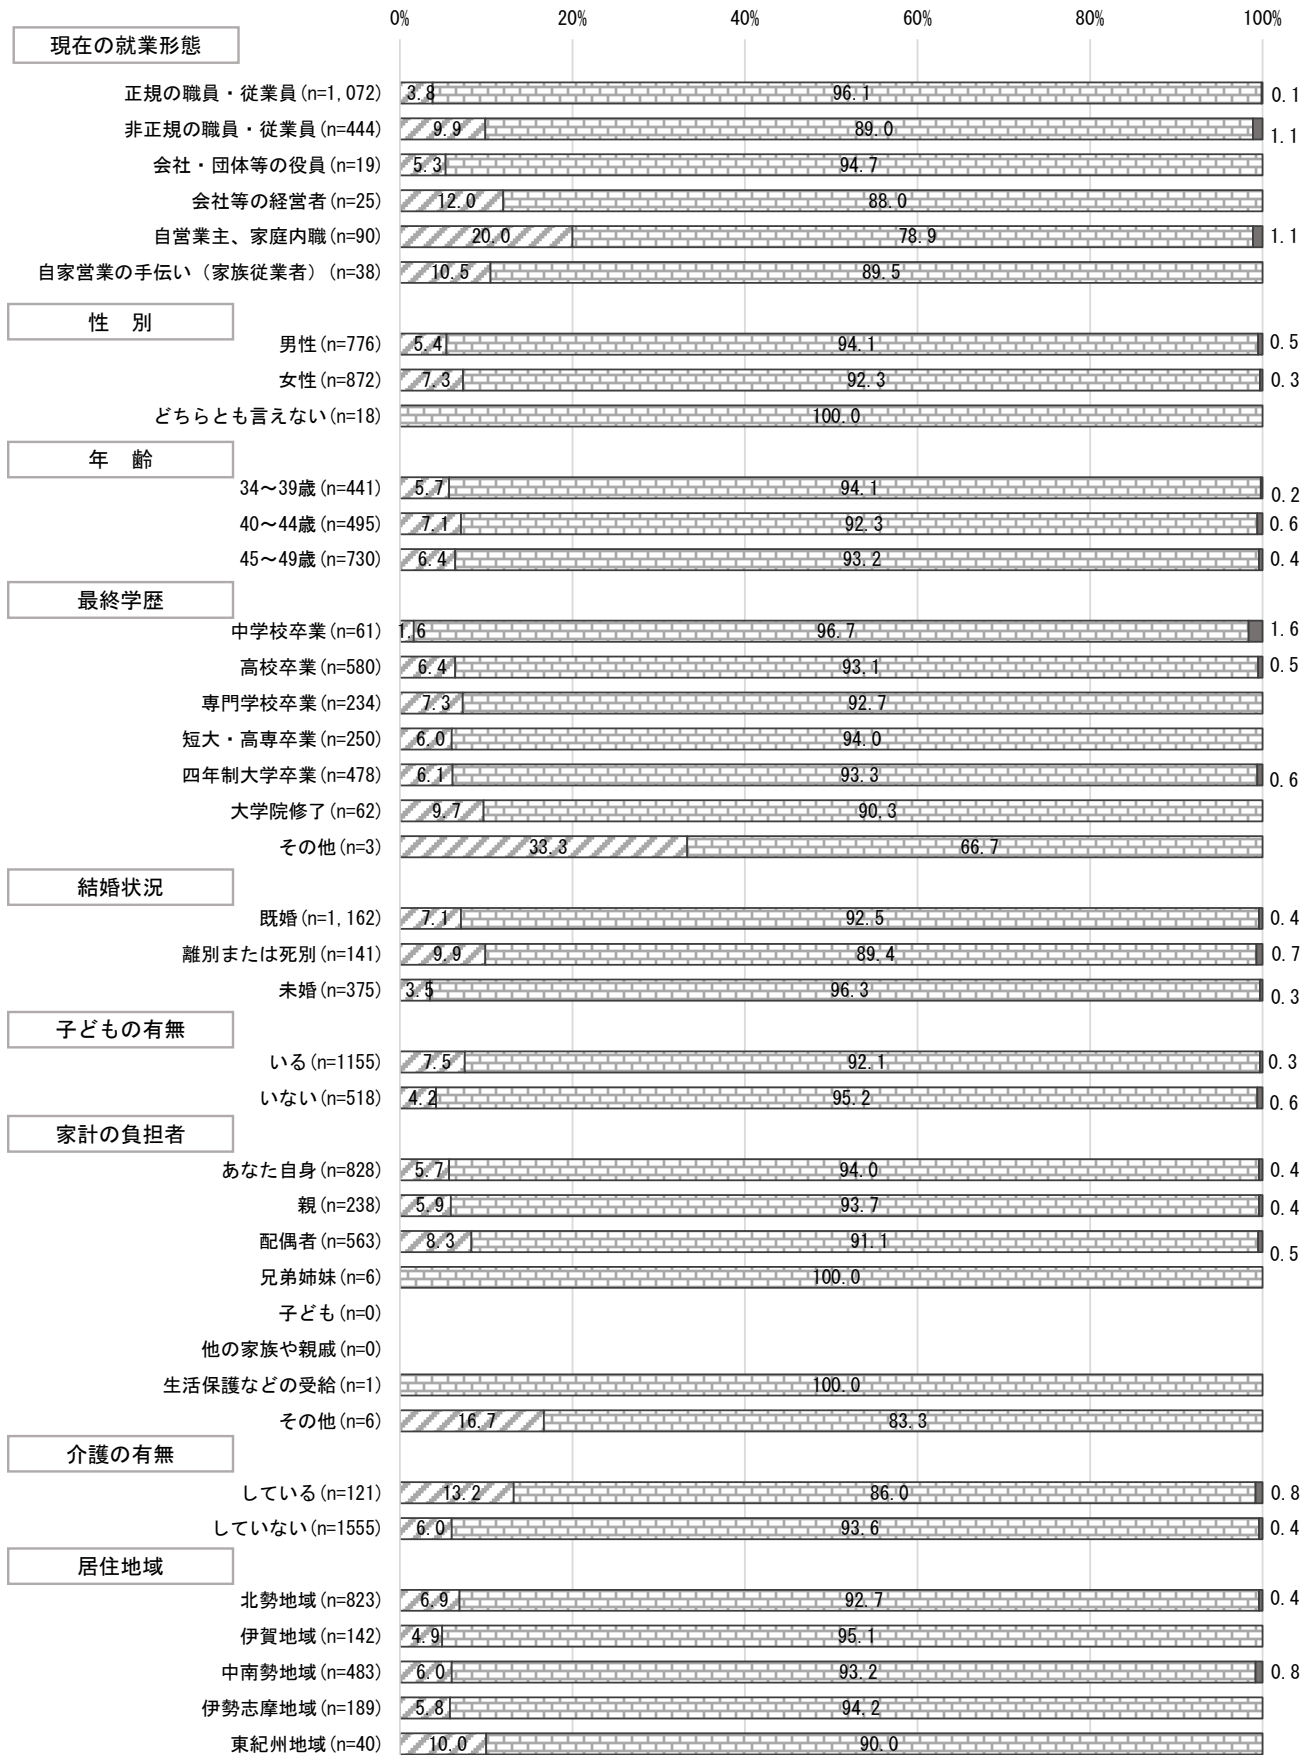 0% 20% 40% 60% 80% 100%
現在の就業形態
正規の職員・従業員(n=1,072) 3.8 96.1 0.1
非正規の職員・従業員(n=444) 9.9 89.0 1.1
会社・団体等の役員(n=19) 5.3 94.7
会社等の経営者(n=25) 12.0 88.0
自営業主、家庭内職(n=90) 20.0 78.9 1.1
自家営業の手伝い（家族従業者）(n=38) 10.5 89.5
性　別
男性(n=776) 5.4 94.1 0.5
女性(n=872) 7.3 92.3 0.3
どちらとも言えない(n=18) 100.0
年　齢
34～39歳(n=441) 5.7 94.1 0.2
40～44歳(n=495) 7.1 92.3 0.6
45～49歳(n=730) 6.4 93.2 0.4
最終学歴
中学校卒業(n=61) 1.6 96.7 1.6
高校卒業(n=580) 6.4 93.1 0.5
専門学校卒業(n=234) 7.3 92.7
短大・高専卒業(n=250) 6.0 94.0
四年制大学卒業(n=478) 6.1 93.3 0.6
大学院修了(n=62) 9.7 90.3
その他(n=3) 33.3 66.7
結婚状況
既婚(n=1,162) 7.1 92.5 0.4
離別または死別(n=141) 9.9 89.4 0.7
未婚(n=375) 3.5 96.3 0.3
子どもの有無
いる(n=1155) 7.5 92.1 0.3
いない(n=518) 4.2 95.2 0.6
家計の負担者
あなた自身(n=828) 5.7 94.0 0.4
親(n=238) 5.9 93.7 0.4
配偶者(n=563) 8.3 91.1 0.5
兄弟姉妹(n=6) 100.0
子ども(n=0)
他の家族や親戚(n=0)
生活保護などの受給(n=1) 100.0
その他(n=6) 16.7 83.3
介護の有無
している(n=121) 13.2 86.0 0.8
していない(n=1555) 6.0 93.6 0.4
居住地域
北勢地域(n=823) 6.9 92.7 0.4
伊賀地域(n=142) 4.9 95.1
中南勢地域(n=483) 6.0 93.2 0.8
伊勢志摩地域(n=189) 5.8 94.2
東紀州地域(n=40) 10.0 90.0